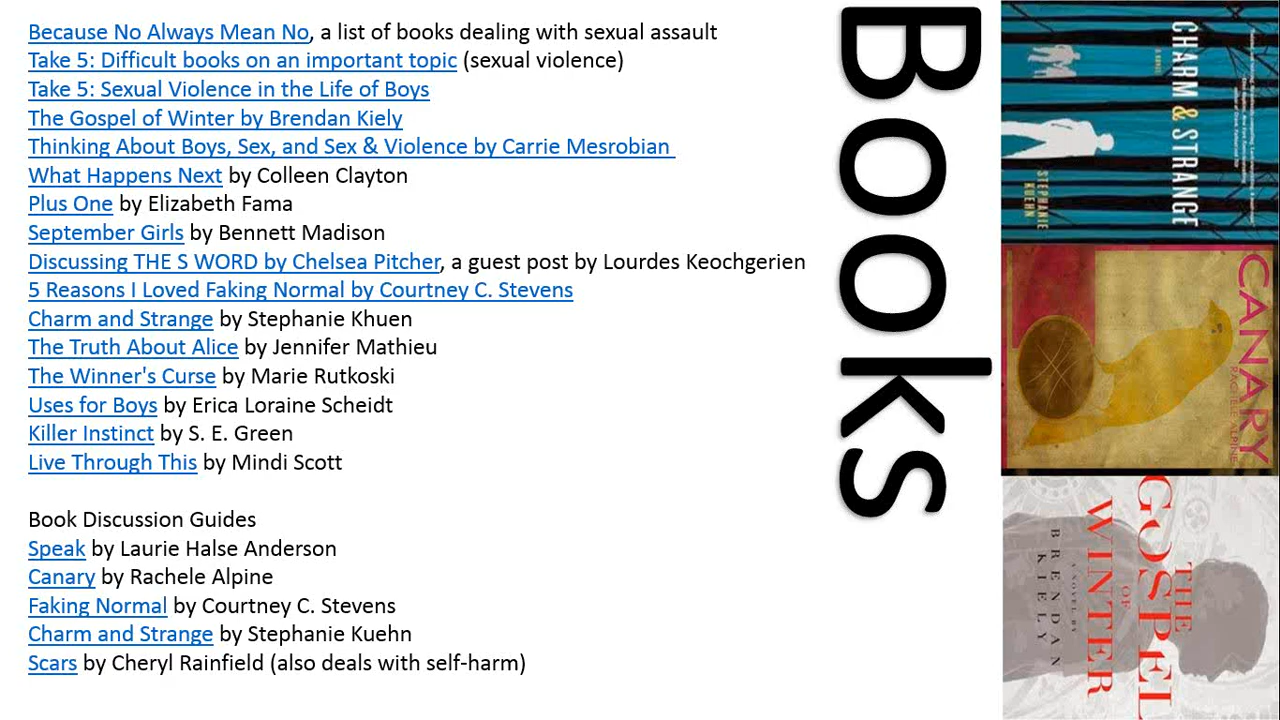 Because No Always Mean No, a list of books dealing with sexual assault
Take 5: Difficult books on an important topic (sexual violence)
Take 5: Sexual Violence in the Life of Boys
The Gospel of Winter by Brendan Kiely
Thinking About Boys, Sex, and Sex & Violence by Carrie Mesrobian
What Happens Next by Colleen Clayton
Plus One by Elizabeth Fama
September Girls by Bennett Madison
Discussing THE S WORD by Chelsea Pitcher, a guest post by Lourdes Keochgerien
5 Reasons I Loved Faking Normal by Courtney C. Stevens
Charm and Strange by Stephanie Khuen
The Truth About Alice by Jennifer Mathieu
The Winner's Curse by Marie Rutkoski
Uses for Boys by Erica Loraine Scheidt
Killer Instinct by S. E. Green
Live Through This by Mindi Scott
Book Discussion Guides
Speak by Laurie Halse Anderson
Canary by Rachele Alpine
Faking Normal by Courtney C. Stevens
Charm and Strange by Stephanie Kuehn
Scars by Cheryl Rainfield (also deals with self-harm)
Books
CHARM & STRANGE
A NOVEL
STEPHANIE
KUEHN
CANARY
RACHELE ALPINE
THE
GOSPEL
OF
WINTER
A NOVEL BY
BRENDAN
KIELY